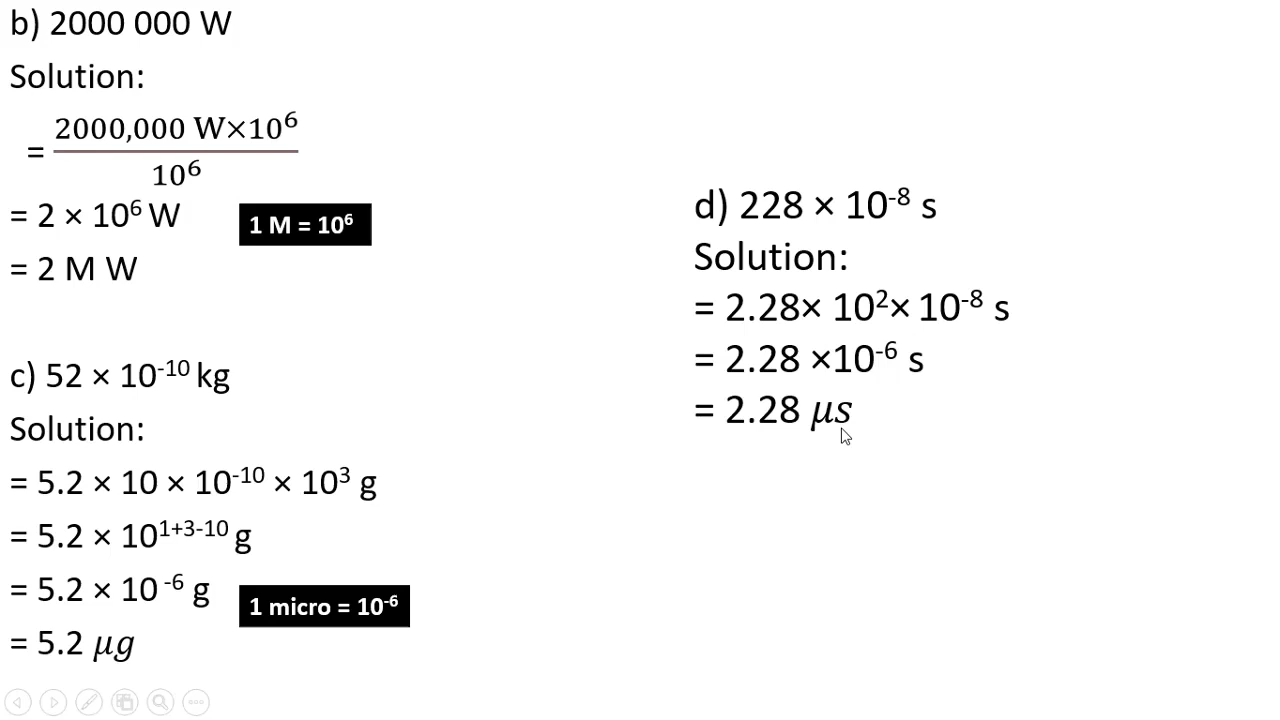 b) 2000 000 W
Solution:
= 2000,000 W×10⁶ / 10⁶
= 2 × 10⁶ W
1 M = 10⁶
= 2 M W
c) 52 × 10⁻¹⁰ kg
Solution:
= 5.2 × 10 × 10⁻¹⁰ × 10³ g
= 5.2 × 10¹⁺³⁻¹⁰ g
= 5.2 × 10 ⁻⁶ g
1 micro = 10⁻⁶
= 5.2 μg
d) 228 × 10⁻⁸ s
Solution:
= 2.28× 10²× 10⁻⁸ s
= 2.28 ×10⁻⁶ s
= 2.28 μs